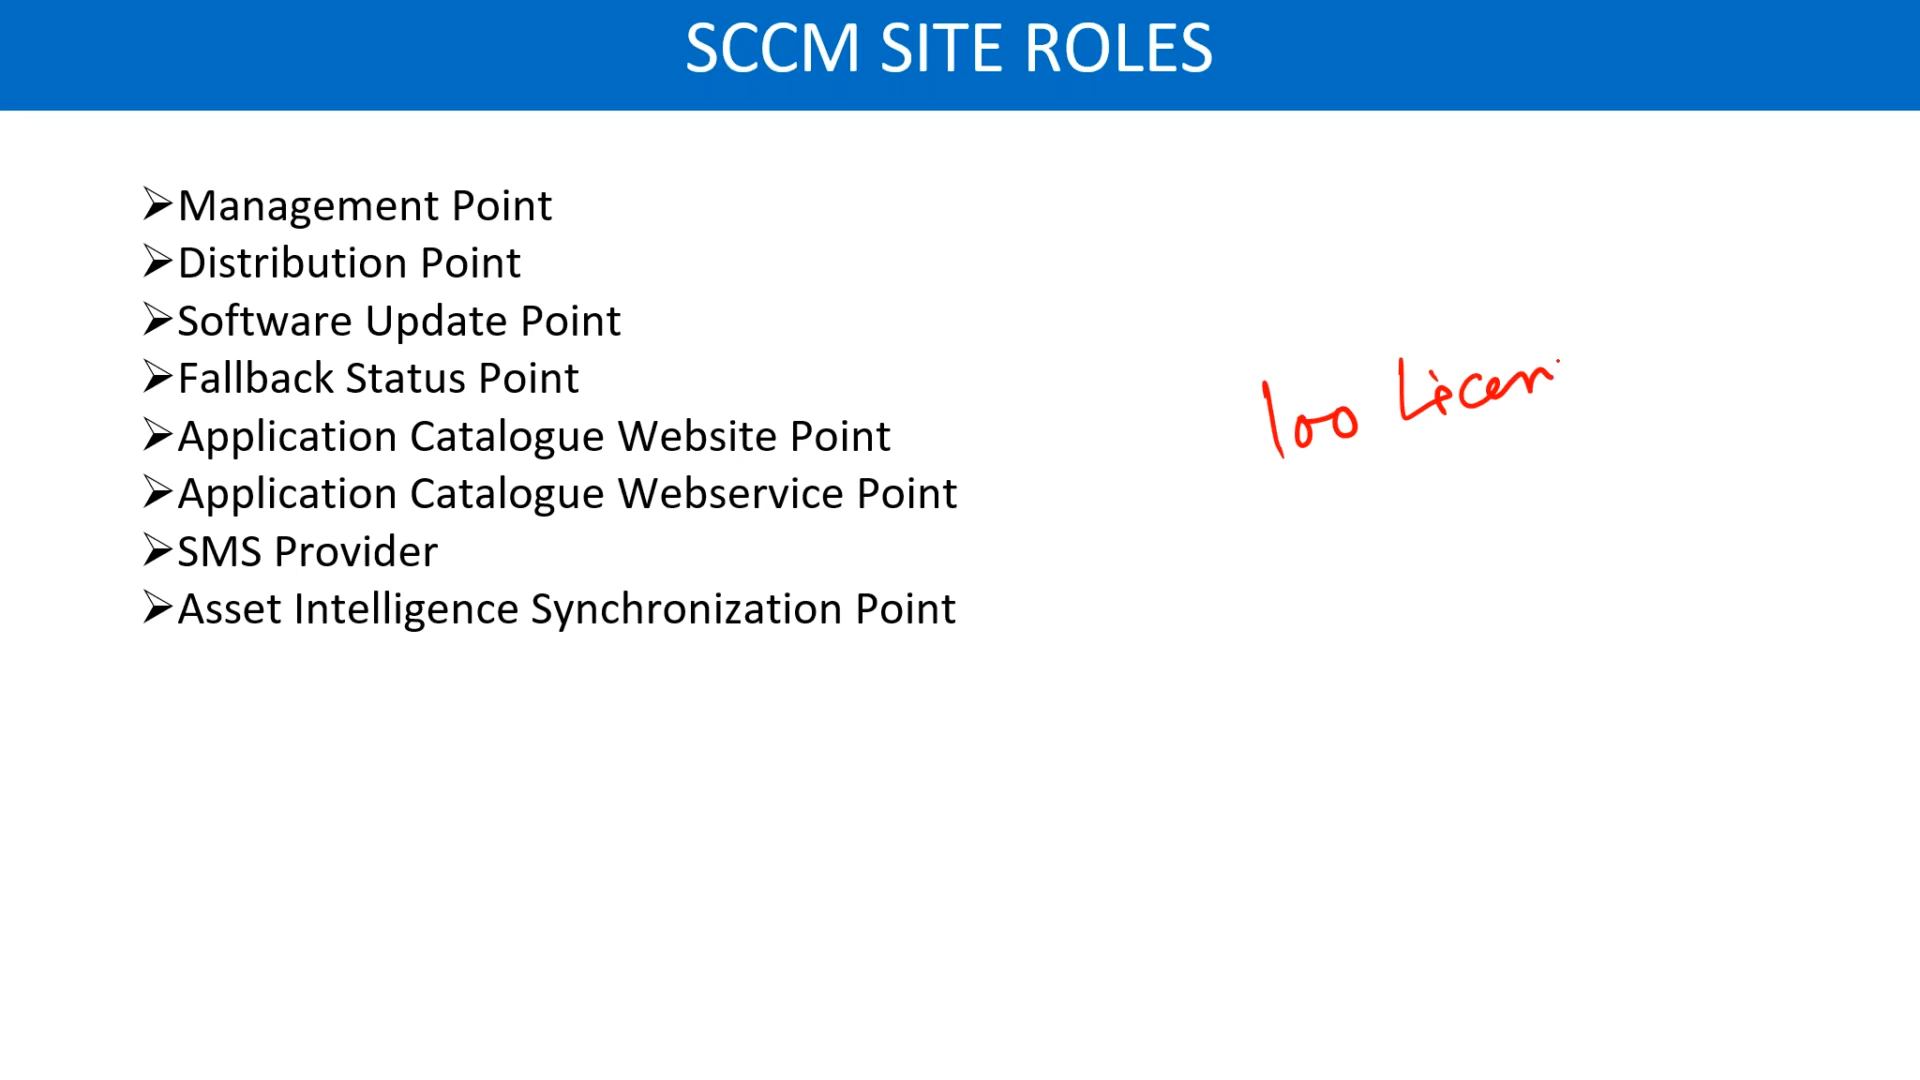 SCCM SITE ROLES
➢Management Point
➢Distribution Point
➢Software Update Point
➢Fallback Status Point
➢Application Catalogue Website Point
➢Application Catalogue Webservice Point
➢SMS Provider
➢Asset Intelligence Synchronization Point
100 Licen